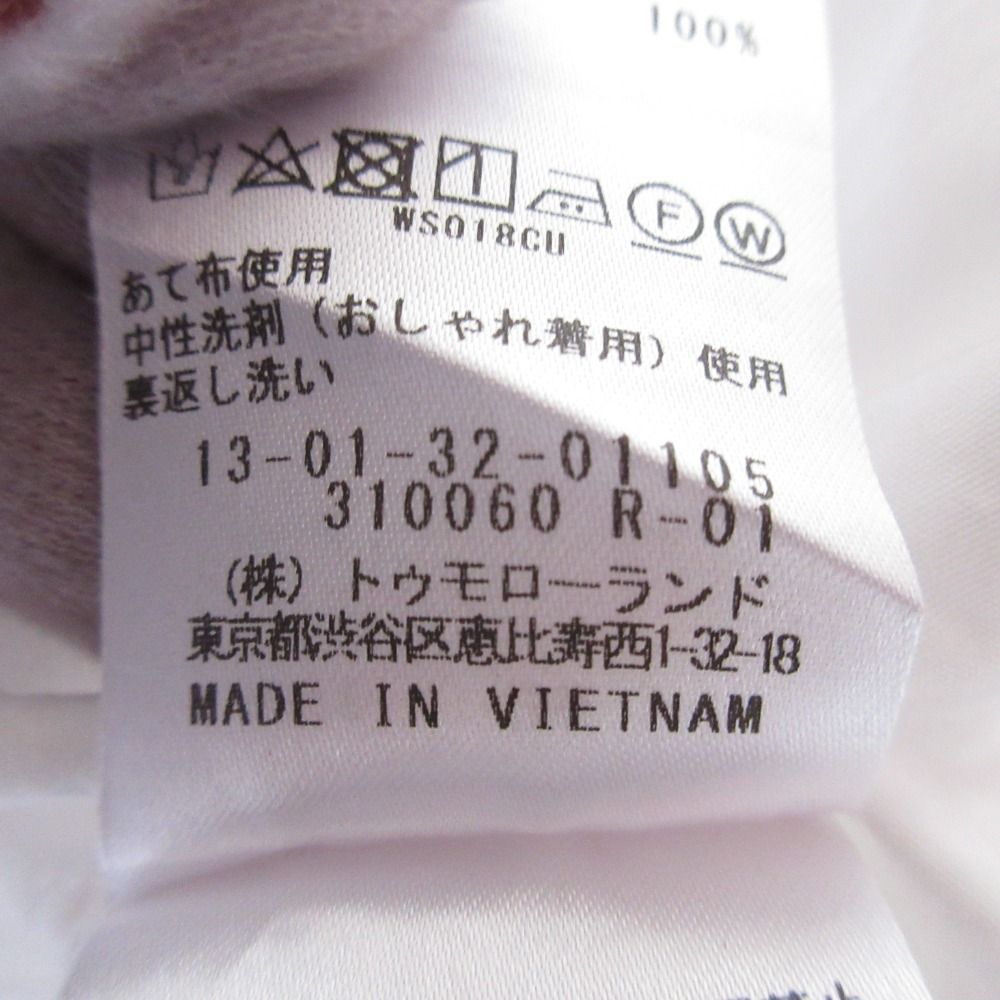 100%
F W
WS018CU
あて布使用
中性洗剤(おしゃれ着用)使用
裏返し洗い
13-01-32-01105
310060 R-01
(株)トゥモローランド
東京都渋谷区恵比寿西1-32-18
MADE IN VIETNAM